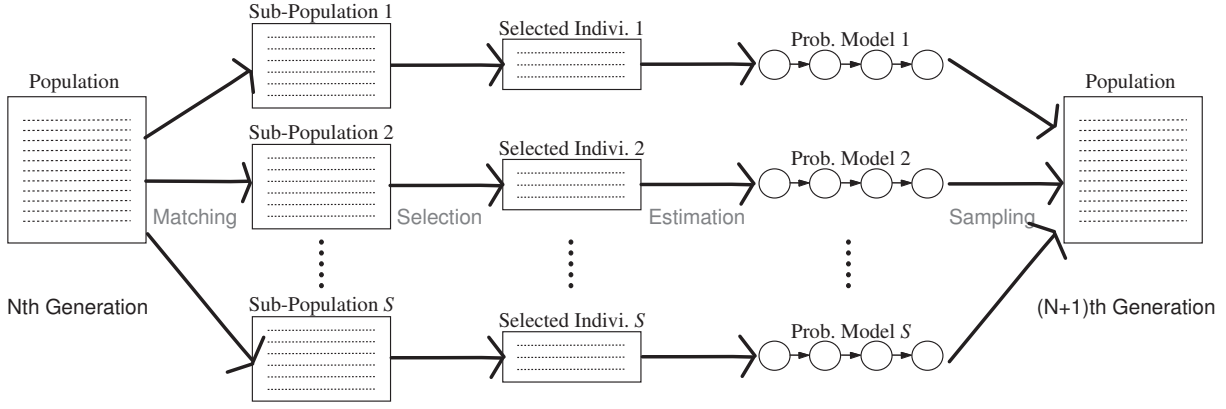 Sub-Population 1
Selected Indivi. 1
Prob. Model 1
Population
Population
Sub-Population 2
Selected Indivi. 2
Prob. Model 2
Matching
Selection
Estimation
Sampling
Nth Generation
Sub-Population S
Selected Indivi. S
Prob. Model S
(N+1)th Generation